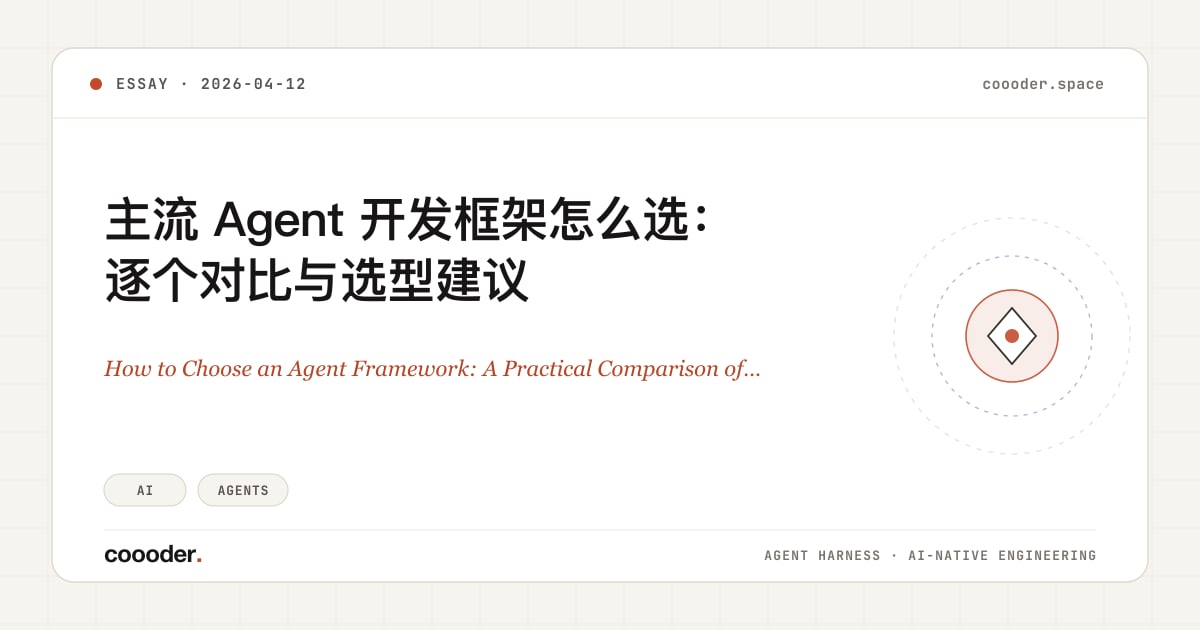 ESSAY · 2026-04-12
coooder.space
主流 Agent 开发框架怎么选：
逐个对比与选型建议
How to Choose an Agent Framework: A Practical Comparison of…
AI
AGENTS
coooder.
AGENT HARNESS · AI-NATIVE ENGINEERING